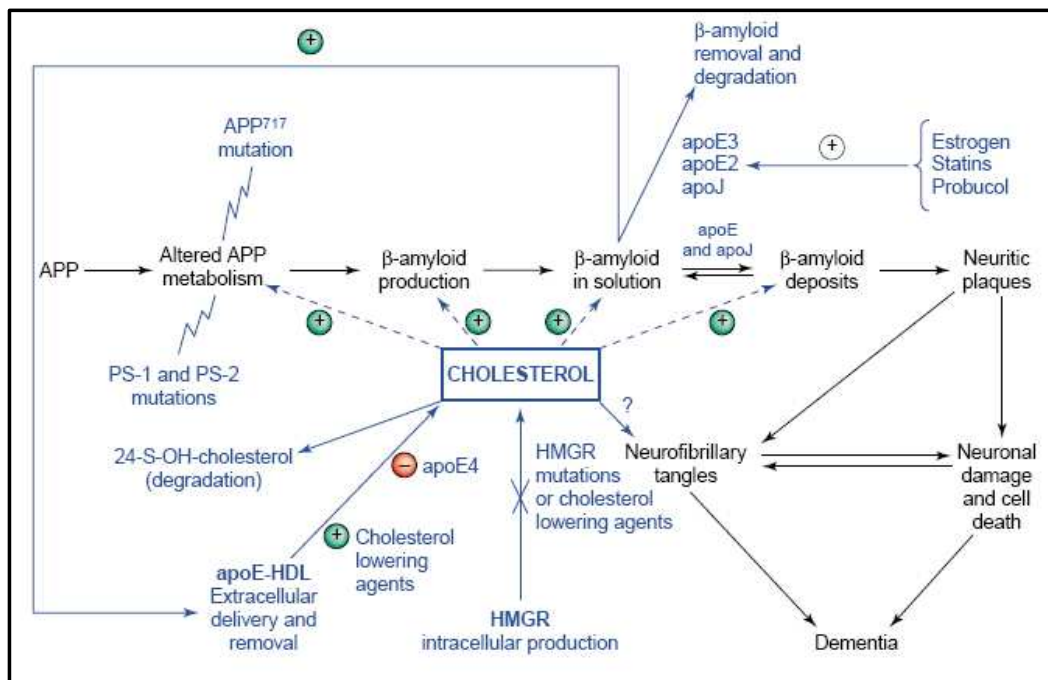 +
β-amyloid
removal and
degradation
APP717
mutation
apoE3
apoE2
apoJ
+
Estrogen
Statins
Probucol
APP
Altered APP
metabolism
β-amyloid
production
β-amyloid
in solution
apoE
and apoJ
β-amyloid
deposits
Neuritic
plaques
+
+
+
+
PS-1 and PS-2
mutations
CHOLESTEROL
?
24-S-OH-cholesterol
(degradation)
− apoE4
HMGR
mutations
or cholesterol
lowering agents
Neurofibrillary
tangles
Neuronal
damage
and cell
death
+ Cholesterol
lowering
agents
apoE-HDL
Extracellular
delivery and
removal
HMGR
intracellular production
Dementia